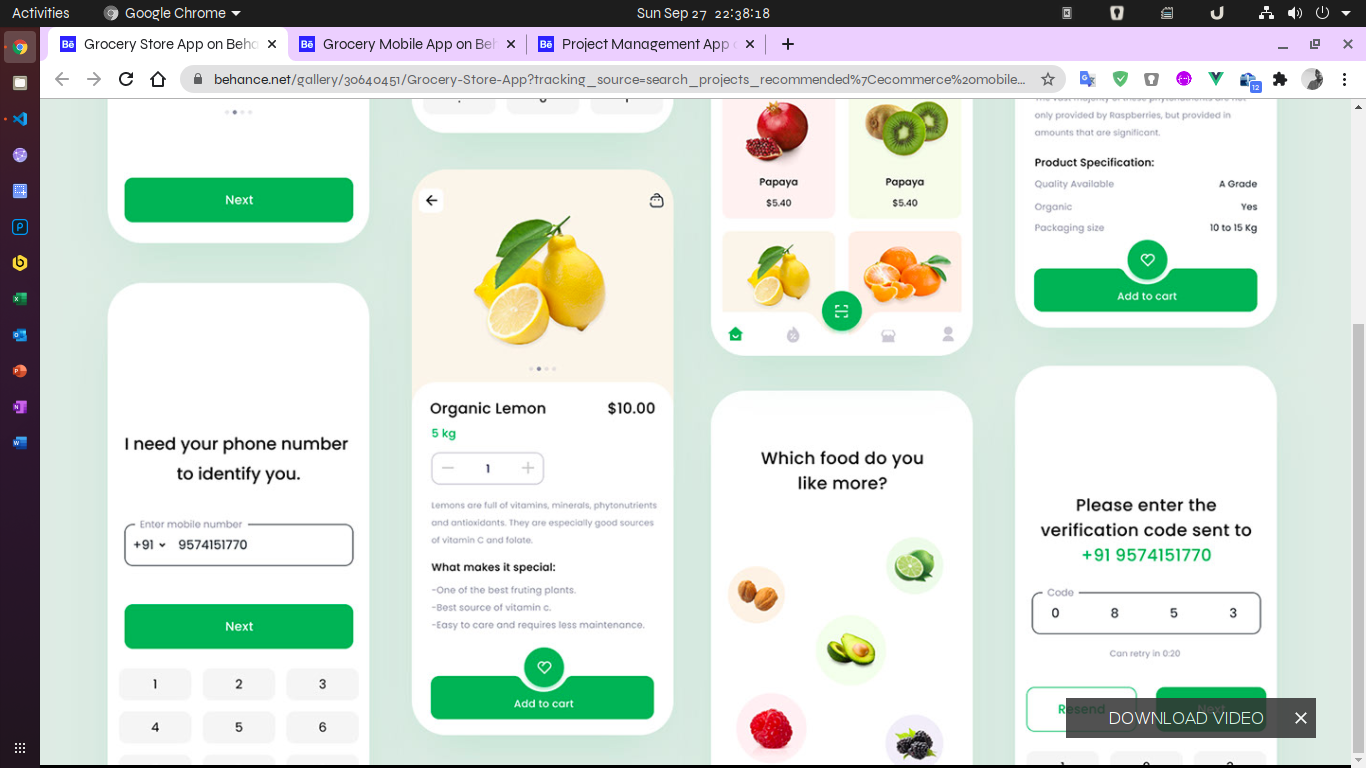 Activities
Google Chrome
Sun Sep 27 22:38:18
Grocery Store App on Beha
Grocery Mobile App on Beh
Project Management App
behance.net/gallery/30640451/Grocery-Store-App?tracking_source=search_projects_recommended%7Cecommerce%20mobile...
12
Next
I need your phone number
to identify you.
Enter mobile number
+91 9574151770
Next
1 2 3
4 5 6
Organic Lemon $10.00
5 kg
1
Lemons are full of vitamins, minerals, phytonutrients
and antioxidants. They are especially good sources
of vitamin C and folate.
What makes it special:
-One of the best fruting plants.
-Best source of vitamin c.
-Easy to care and requires less maintenance.
Add to cart
Papaya Papaya
$5.40 $5.40
Which food do you
like more?
only provided by Raspberries, but provided in
amounts that are significant.
Product Specification:
Quality Available A Grade
Organic Yes
Packaging size 10 to 15 Kg
Add to cart
Please enter the
verification code sent to
+91 9574151770
Code
0 8 5 3
Can retry in 0:20
Resend Next
DOWNLOAD VIDEO